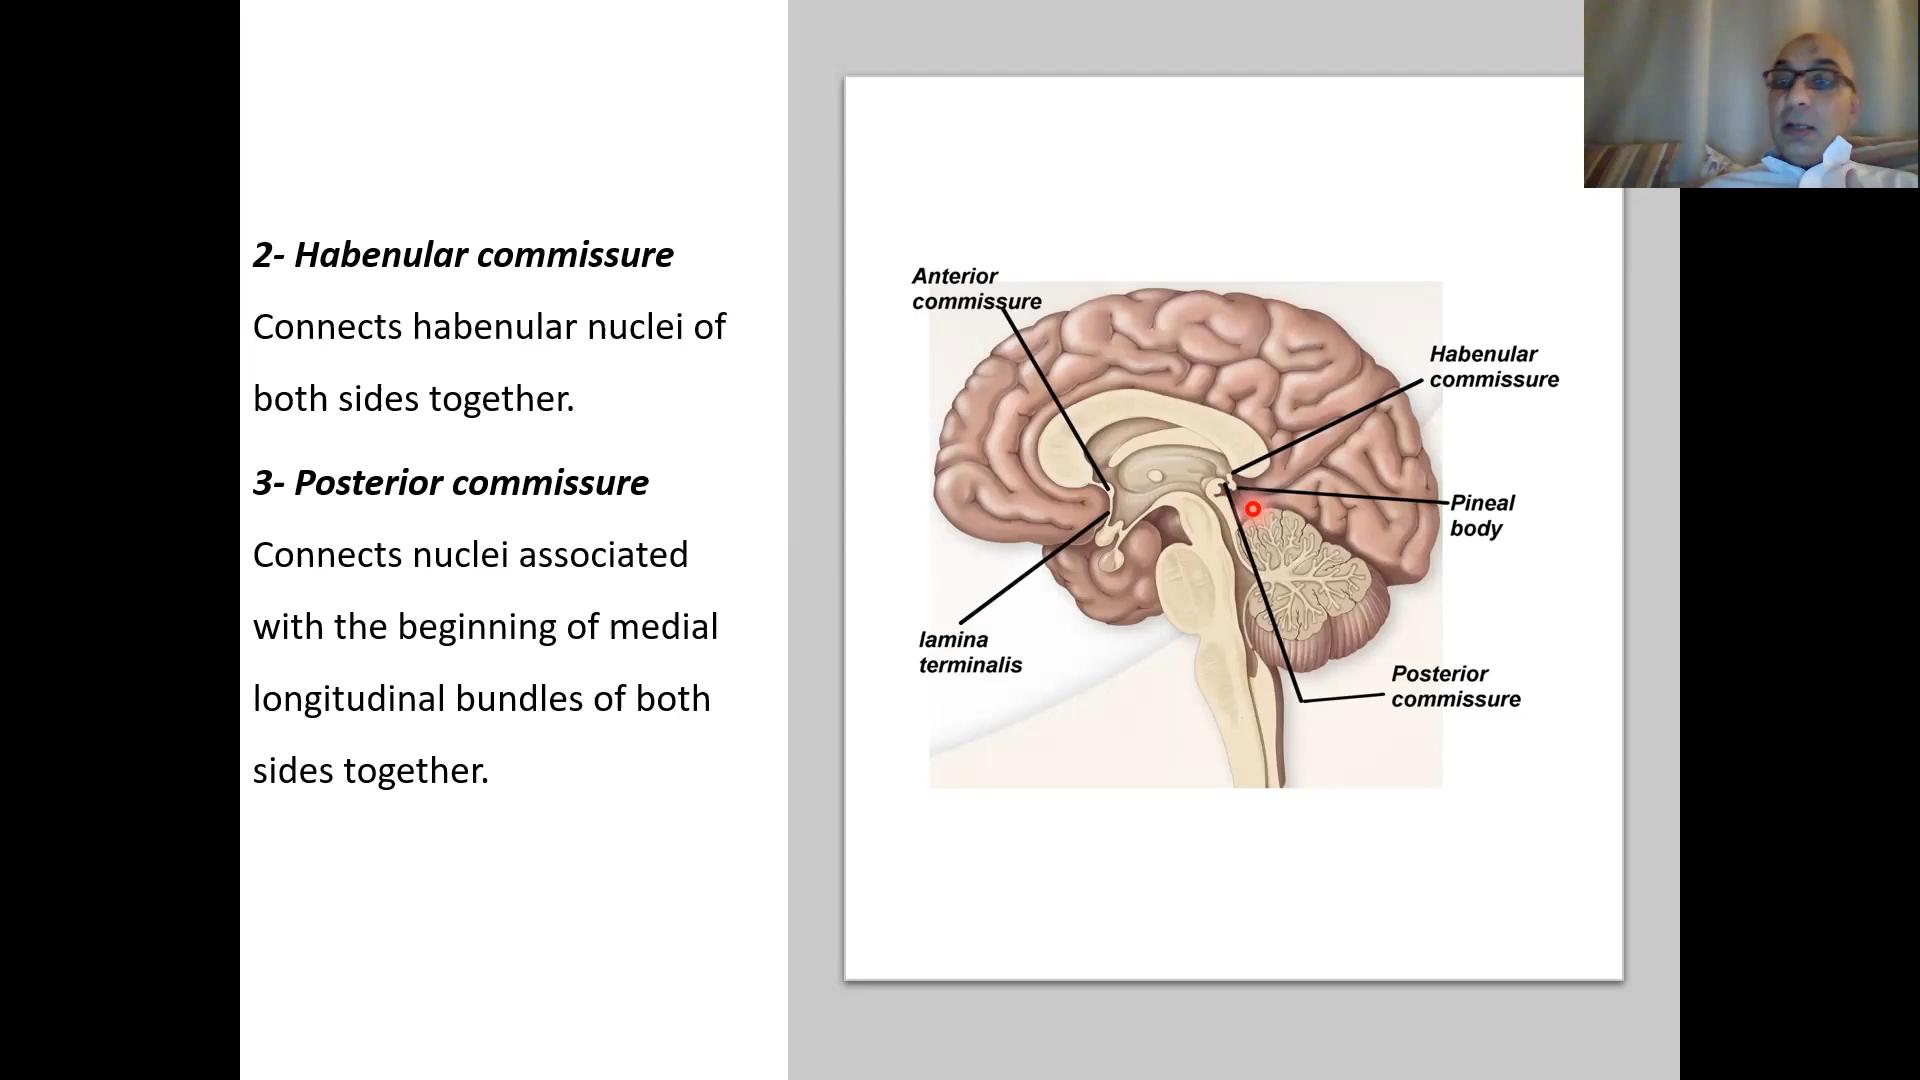 2- Habenular commissure
Connects habenular nuclei of
both sides together.
3- Posterior commissure
Connects nuclei associated
with the beginning of medial
longitudinal bundles of both
sides together.
Anterior
commissure
Habenular
commissure
Pineal
body
lamina
terminalis
Posterior
commissure